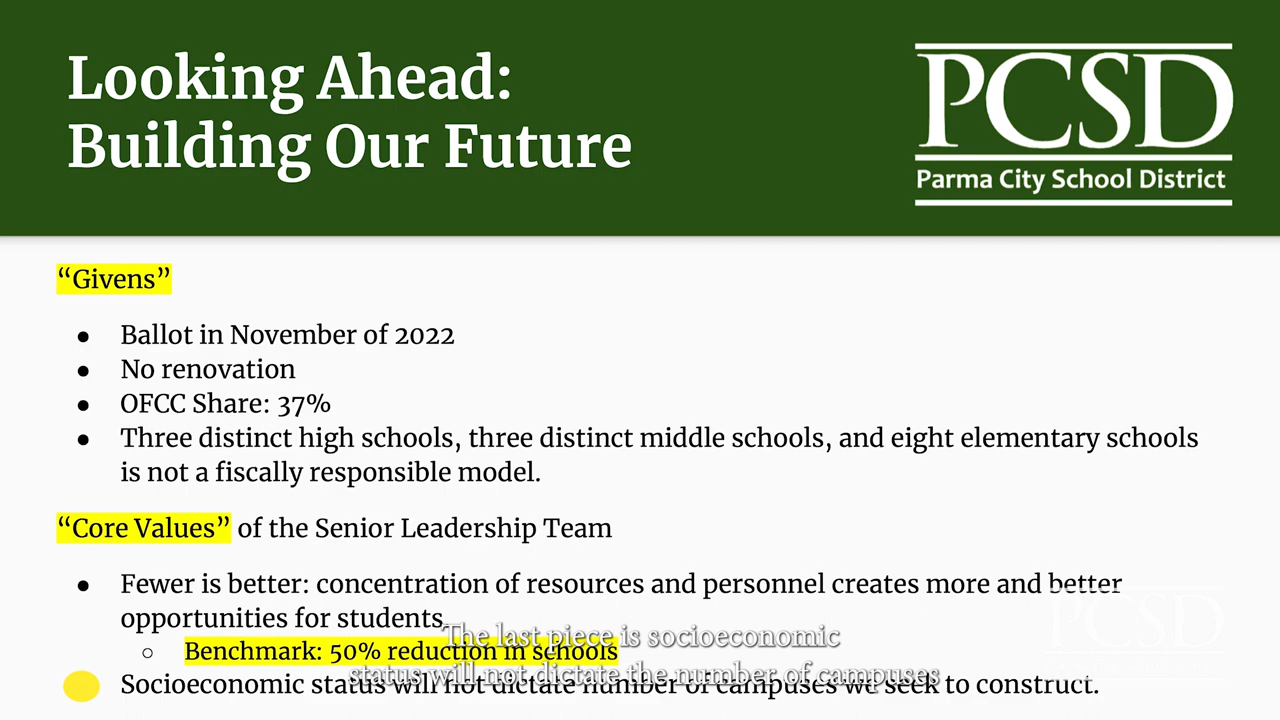 Looking Ahead:
Building Our Future
PCSD
Parma City School District
“Givens”
● Ballot in November of 2022
● No renovation
● OFCC Share: 37%
● Three distinct high schools, three distinct middle schools, and eight elementary schools
is not a fiscally responsible model.
“Core Values” of the Senior Leadership Team
● Fewer is better: concentration of resources and personnel creates more and better
opportunities for students.
○ Benchmark: 50% reduction in schools
Socioeconomic status will not dictate number of campuses we seek to construct.
The last piece is socioeconomic
status will not dictate the number of campuses
PCSD